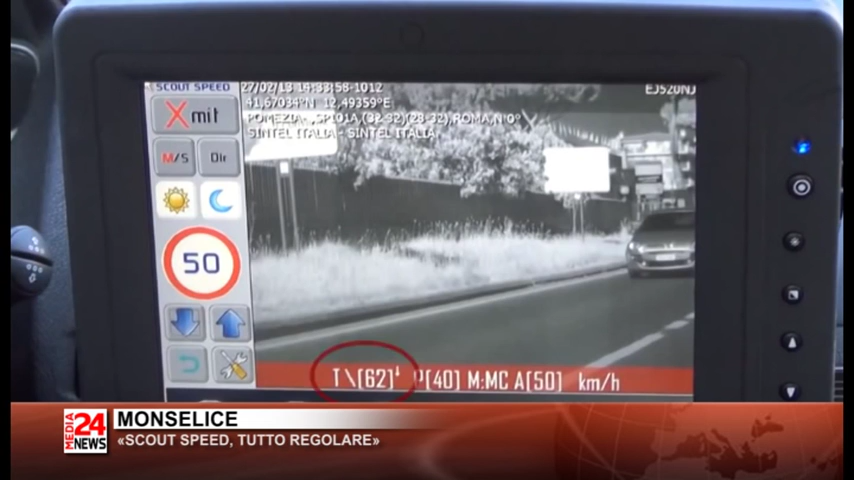 SCOUT SPEED
27/02/13 14:33:58-1012
EJ520NJ
41,67034°N 12,49359°E
POMEZIA- ,SP101A,(32-32)(28-32),ROMA,N°0°
SINTEL ITALIA - SINTEL ITALIA
Xmit
M/S Dir
50
T\[62]↓ P[40] M:MC A[50] km/h
MEDIA 24 NEWS
MONSELICE
«SCOUT SPEED, TUTTO REGOLARE»